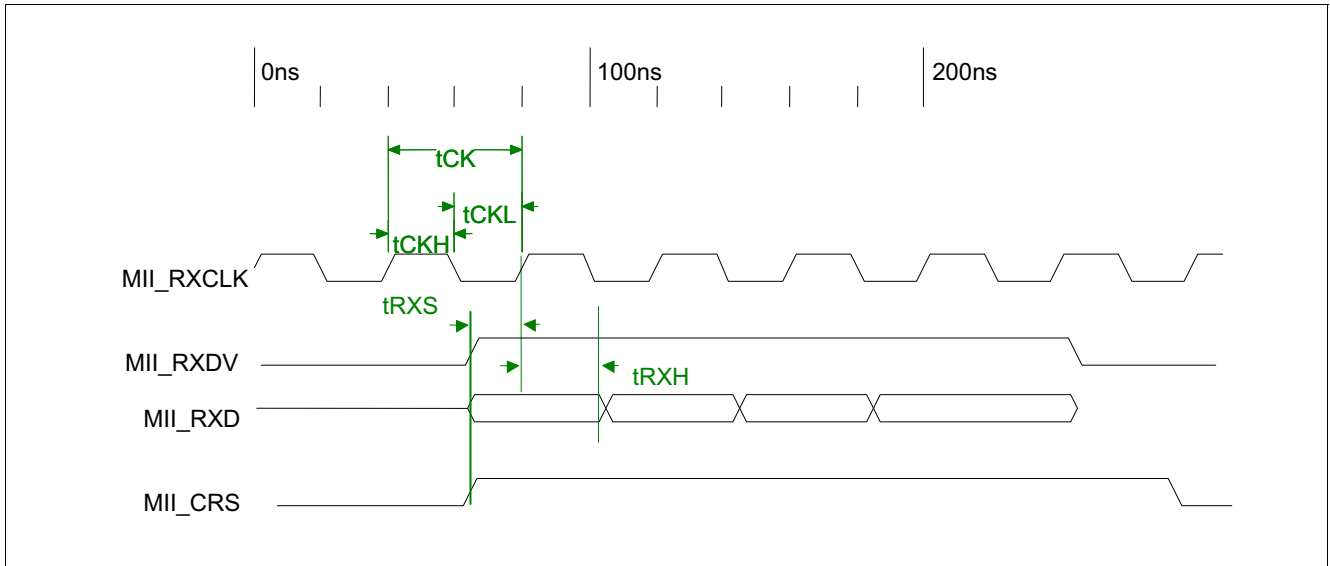 0ns 100ns 200ns
tCK
tCKL
tCKH
MII_RXCLK
tRXS
MII_RXDV
tRXH
MII_RXD
MII_CRS